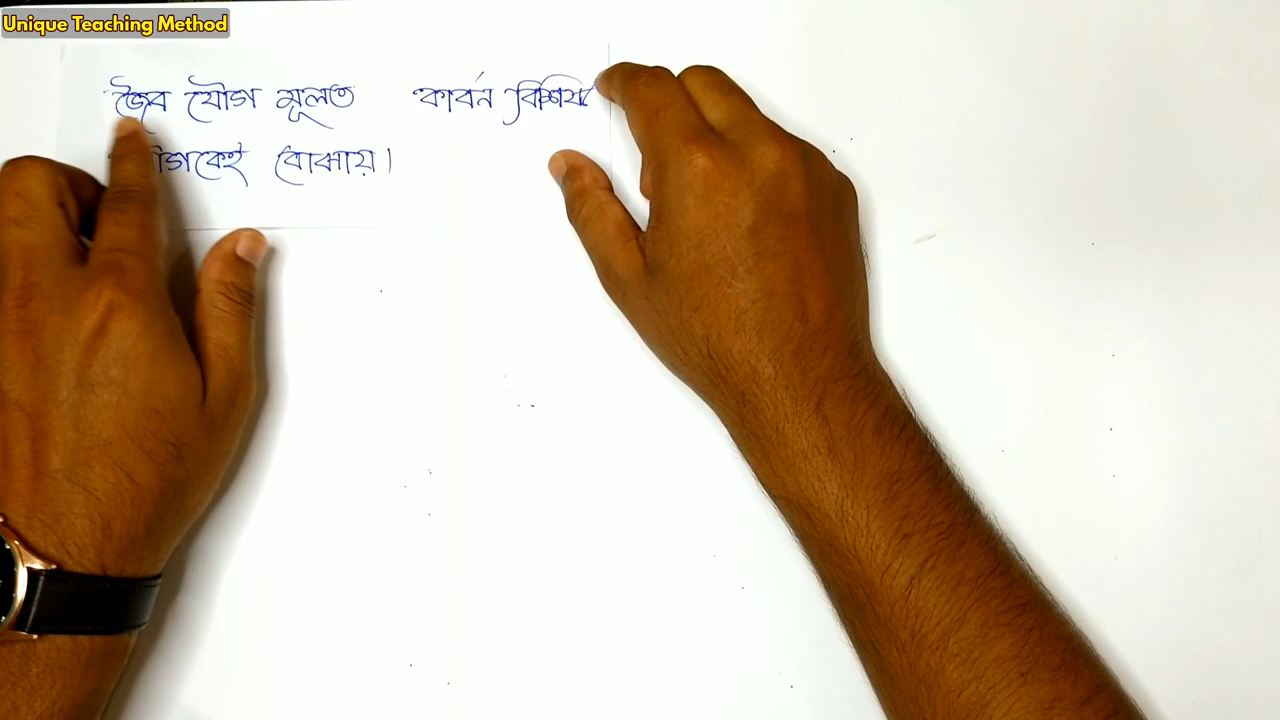 Unique Teaching Method
জৈব যৌগ মূলত কার্বন বিশিষ্ট
বোঝায়।